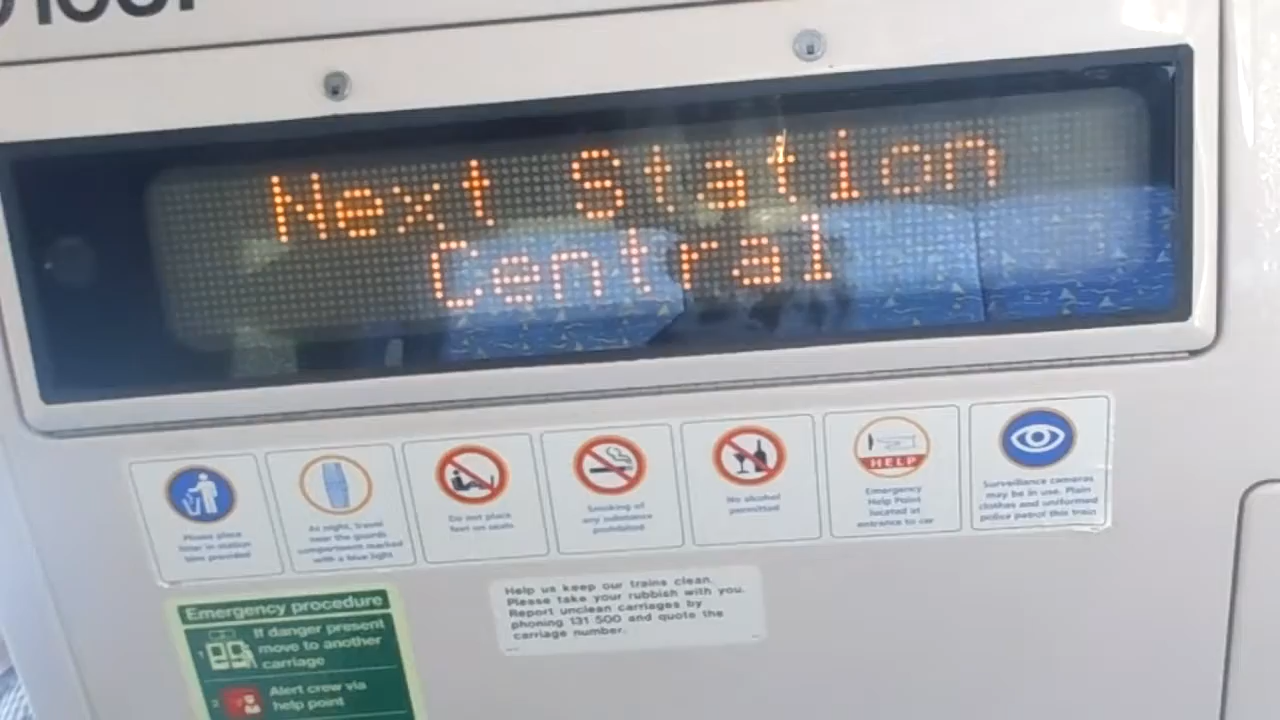 Next Station
Central
Please place
litter in station
bins provided
At night, travel
near the guards
compartment marked
with a blue light
Do not place
feet on seats
Smoking of
any substance
prohibited
No alcohol
permitted
HELP
Emergency
Help Point
located at
entrance to car
Surveillance cameras
may be in use. Plain
clothes and uniformed
police patrol this train
Emergency procedure
1
If danger present
move to another
carriage
2
Alert crew via
help point
Help us keep our trains clean.
Please take your rubbish with you.
Report unclean carriages by
phoning 131 500 and quote the
carriage number.